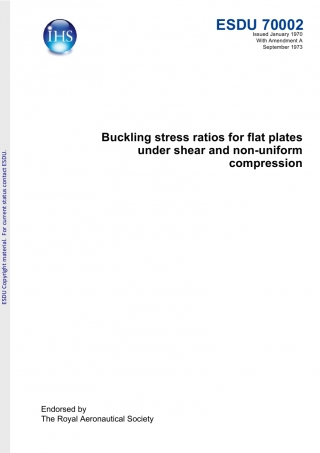 IHS
ESDU 70002
Issued January 1970
With Amendment A
September 1973
Buckling stress ratios for flat plates
under shear and non-uniform
compression
ESDU Copyright material. For current status contact ESDU.
Endorsed by
The Royal Aeronautical Society